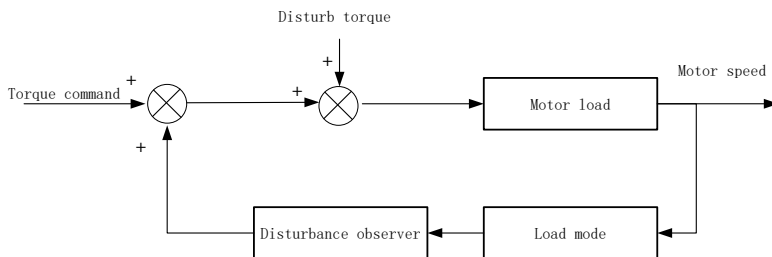 Disturb torque
+
Motor speed
+
+
Torque command
Motor load
+
Disturbance observer
Load mode